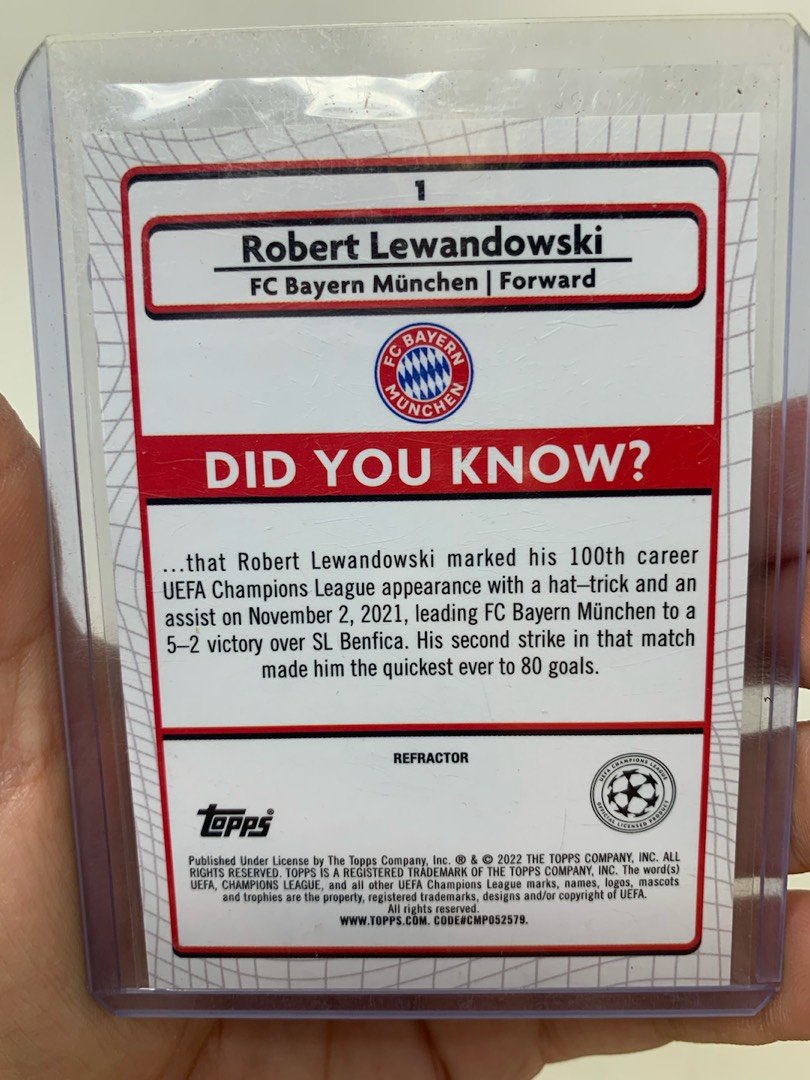 1
Robert Lewandowski
FC Bayern München | Forward
FC BAYERN
MÜNCHEN
DID YOU KNOW?
...that Robert Lewandowski marked his 100th career
UEFA Champions League appearance with a hat–trick and an
assist on November 2, 2021, leading FC Bayern München to a
5–2 victory over SL Benfica. His second strike in that match
made him the quickest ever to 80 goals.
REFRACTOR
topps®
UEFA CHAMPIONS LEAGUE
OFFICIAL LICENSED PRODUCT
Published Under License by The Topps Company, Inc. ® & © 2022 THE TOPPS COMPANY, INC. ALL
RIGHTS RESERVED. TOPPS IS A REGISTERED TRADEMARK OF THE TOPPS COMPANY, INC. The word(s)
UEFA, CHAMPIONS LEAGUE, and all other UEFA Champions League marks, names, logos, mascots
and trophies are the property, registered trademarks, designs and/or copyright of UEFA.
All rights reserved.
WWW.TOPPS.COM. CODE#CMP052579.